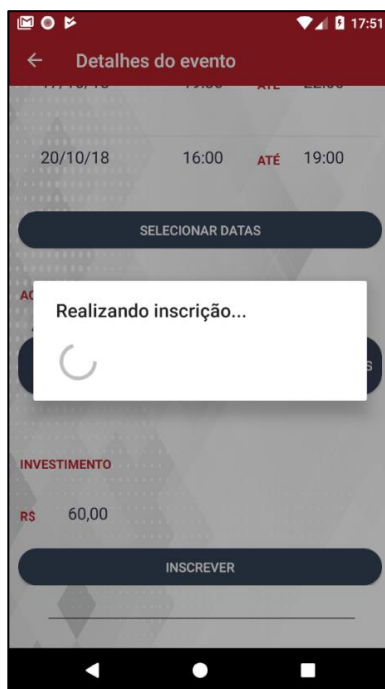 17:51
Detalhes do evento
ATÉ
20/10/18 16:00 ATÉ 19:00
SELECIONAR DATAS
Realizando inscrição...
S
INVESTIMENTO
R$ 60,00
INSCREVER